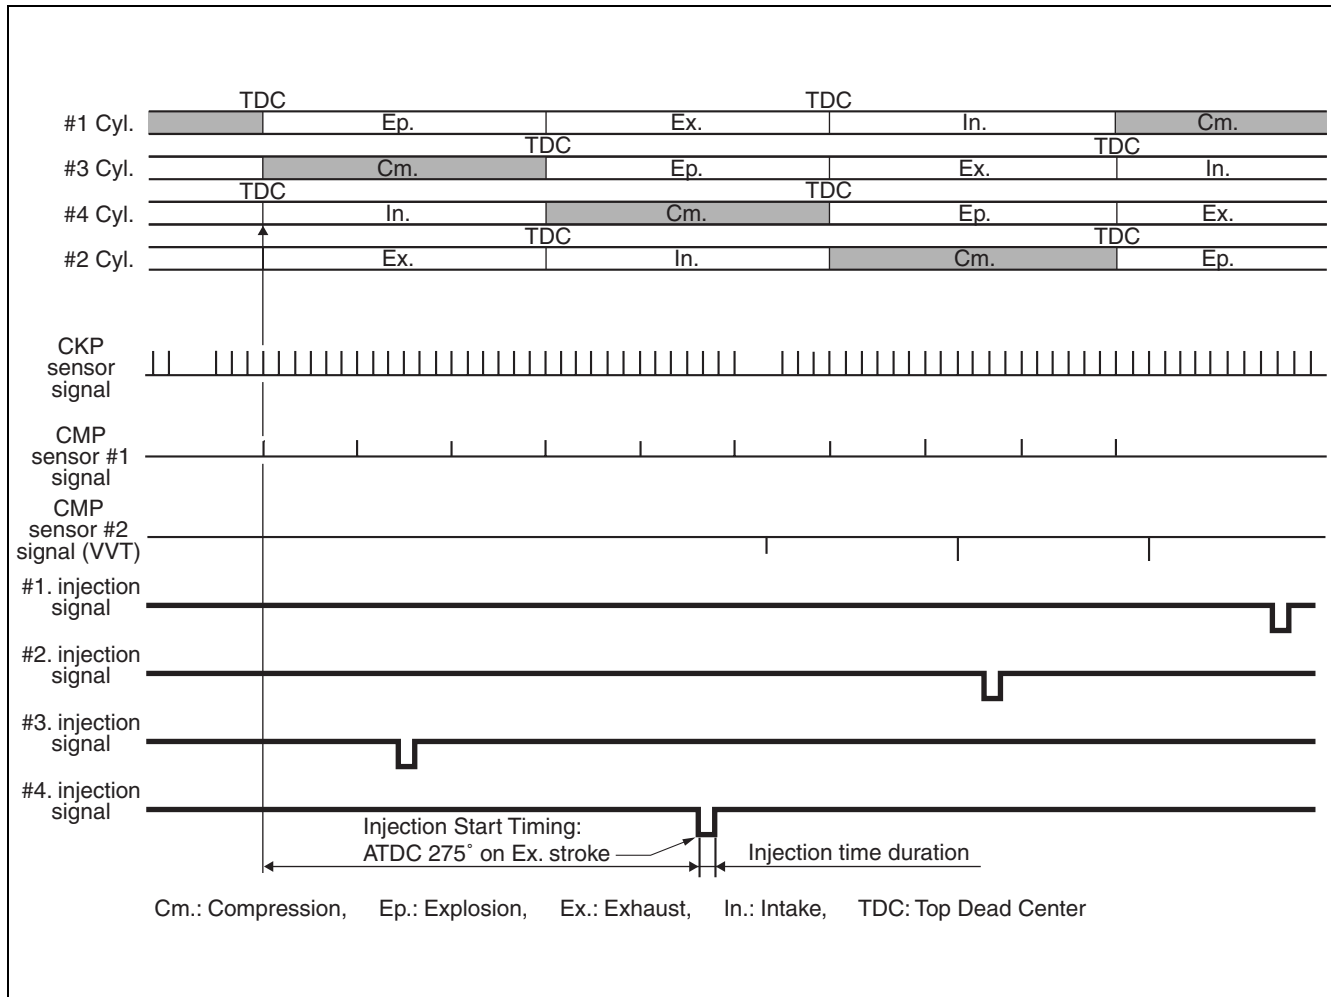 TDC TDC
#1 Cyl. Ep. Ex. In. Cm.
TDC TDC
#3 Cyl. Cm. Ep. Ex. In.
TDC TDC
#4 Cyl. In. Cm. Ep. Ex.
TDC TDC
#2 Cyl. Ex. In. Cm. Ep.
CKP
sensor
signal
CMP
sensor #1
signal
CMP
sensor #2
signal (VVT)
#1. injection
signal
#2. injection
signal
#3. injection
signal
#4. injection
signal
Injection Start Timing:
ATDC 275˚ on Ex. stroke
Injection time duration
Cm.: Compression, Ep.: Explosion, Ex.: Exhaust, In.: Intake, TDC: Top Dead Center